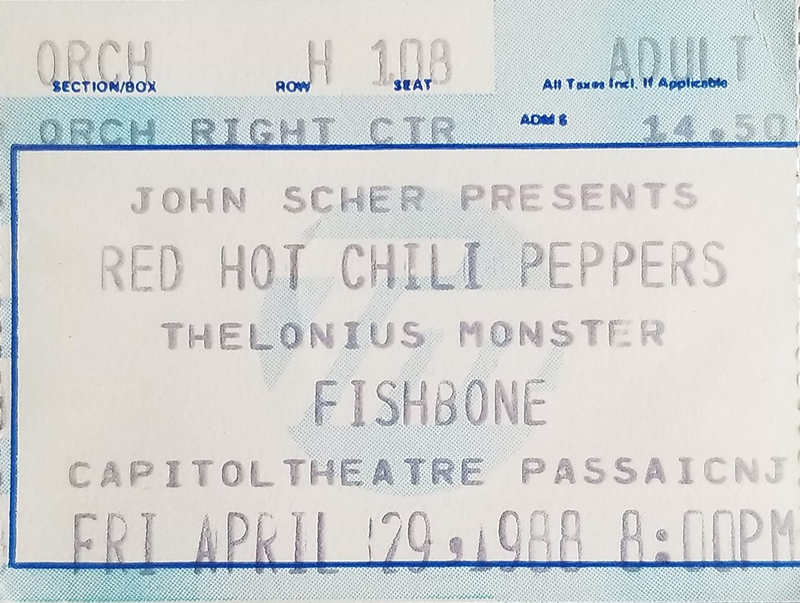 ORCH H 108 ADULT
SECTION/BOX ROW SEAT All Taxes Incl. If Applicable
ORCH RIGHT CTR ADM $ 14.50
JOHN SCHER PRESENTS
RED HOT CHILI PEPPERS
THELONIUS MONSTER
FISHBONE
CAPITOLTHEATRE PASSAICNJ
FRI APRIL 29,1988 8:00PM